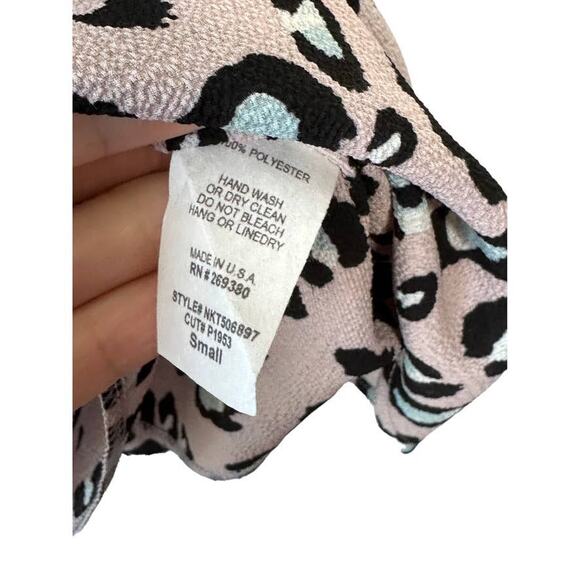 100% POLYESTER
HAND WASH
OR DRY CLEAN
DO NOT BLEACH
HANG OR LINEDRY
MADE IN U.S.A.
RN # 269380
STYLE# NKT506897
CUT# P1953
Small